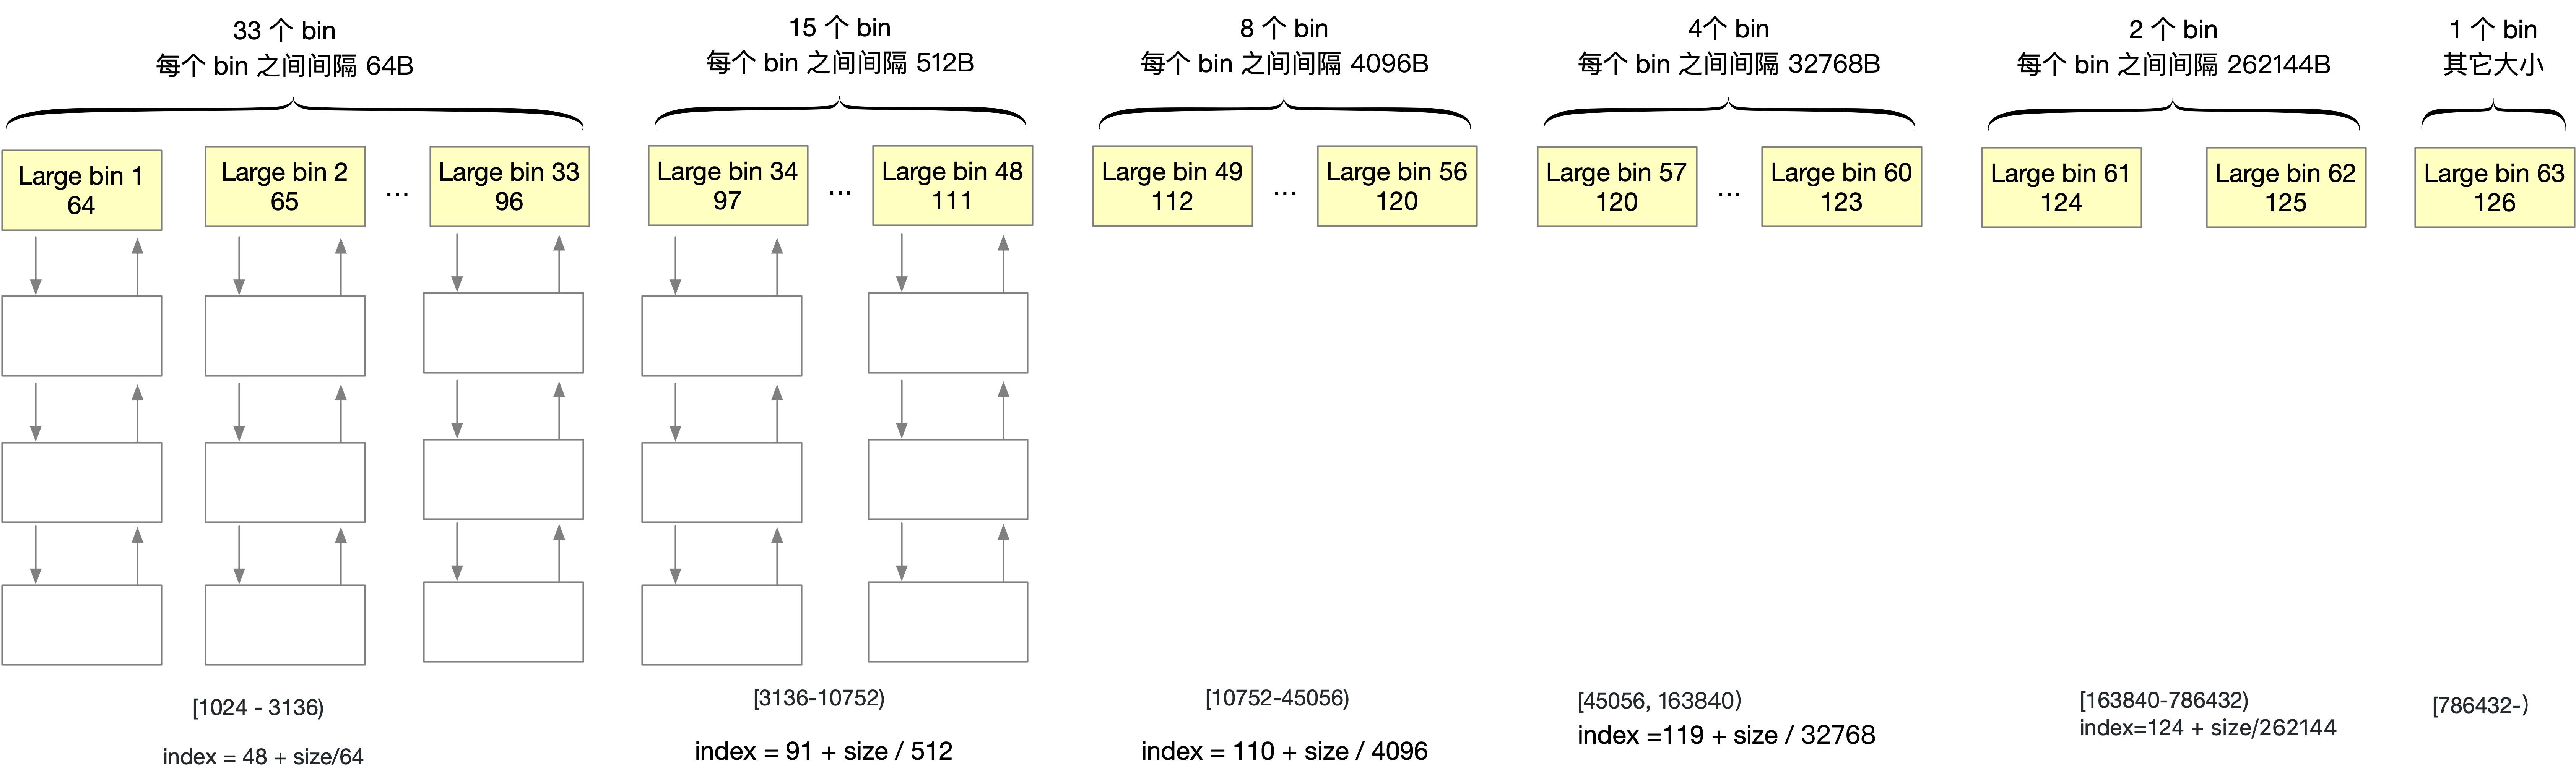 33 个 bin
每个 bin 之间间隔 64B
15 个 bin
每个 bin 之间间隔 512B
8 个 bin
每个 bin 之间间隔 4096B
4个 bin
每个 bin 之间间隔 32768B
2 个 bin
每个 bin 之间间隔 262144B
1 个 bin
其它大小
Large bin 1
64
Large bin 2
65
...
Large bin 33
96
Large bin 34
97
...
Large bin 48
111
Large bin 49
112
...
Large bin 56
120
Large bin 57
120
...
Large bin 60
123
Large bin 61
124
Large bin 62
125
Large bin 63
126
[1024 - 3136)
index = 48 + size/64
[3136-10752)
index = 91 + size / 512
[10752-45056)
index = 110 + size / 4096
[45056, 163840)
index =119 + size / 32768
[163840-786432)
index=124 + size/262144
[786432-)